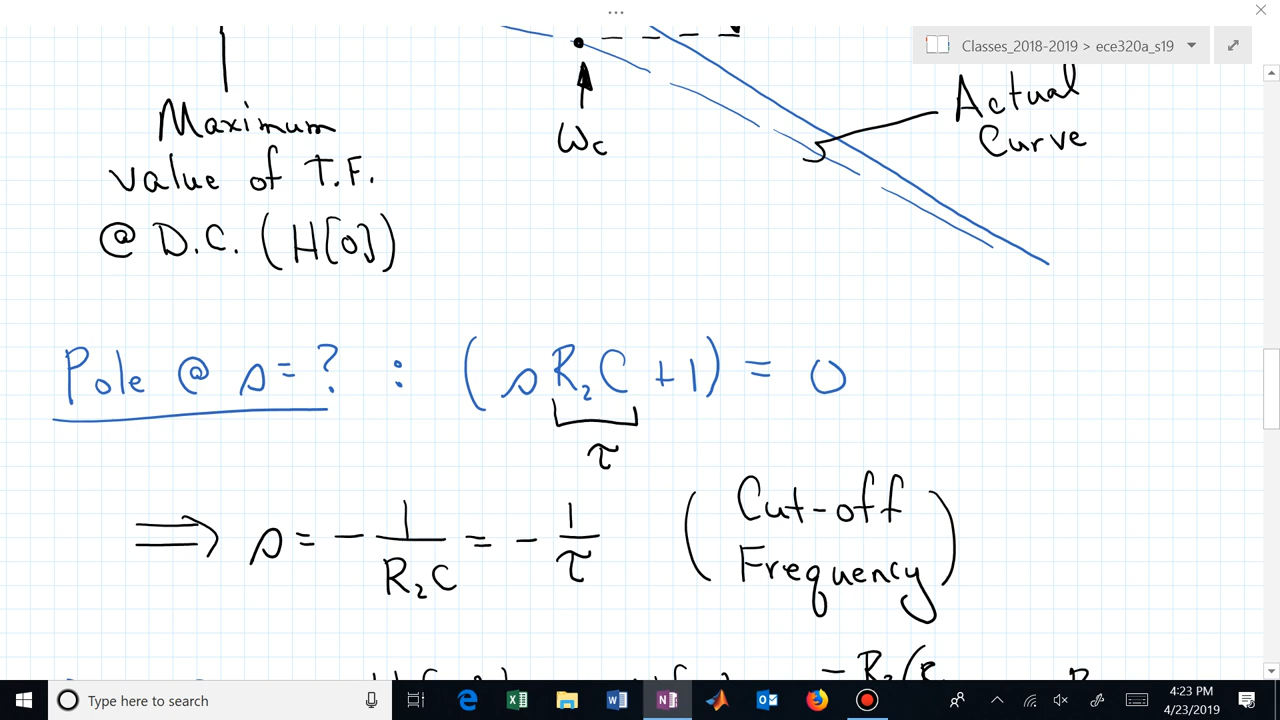 Classes_2018-2019 > ece320a_s19
Actual
Curve
ωc
Maximum
value of T.F.
@ D.C. (H[0])
Pole @ s=? : (sR₂C+1) = 0
τ
⟹ s = - 1/R₂C = - 1/τ (Cut-off Frequency)
Type here to search
4:23 PM
4/23/2019